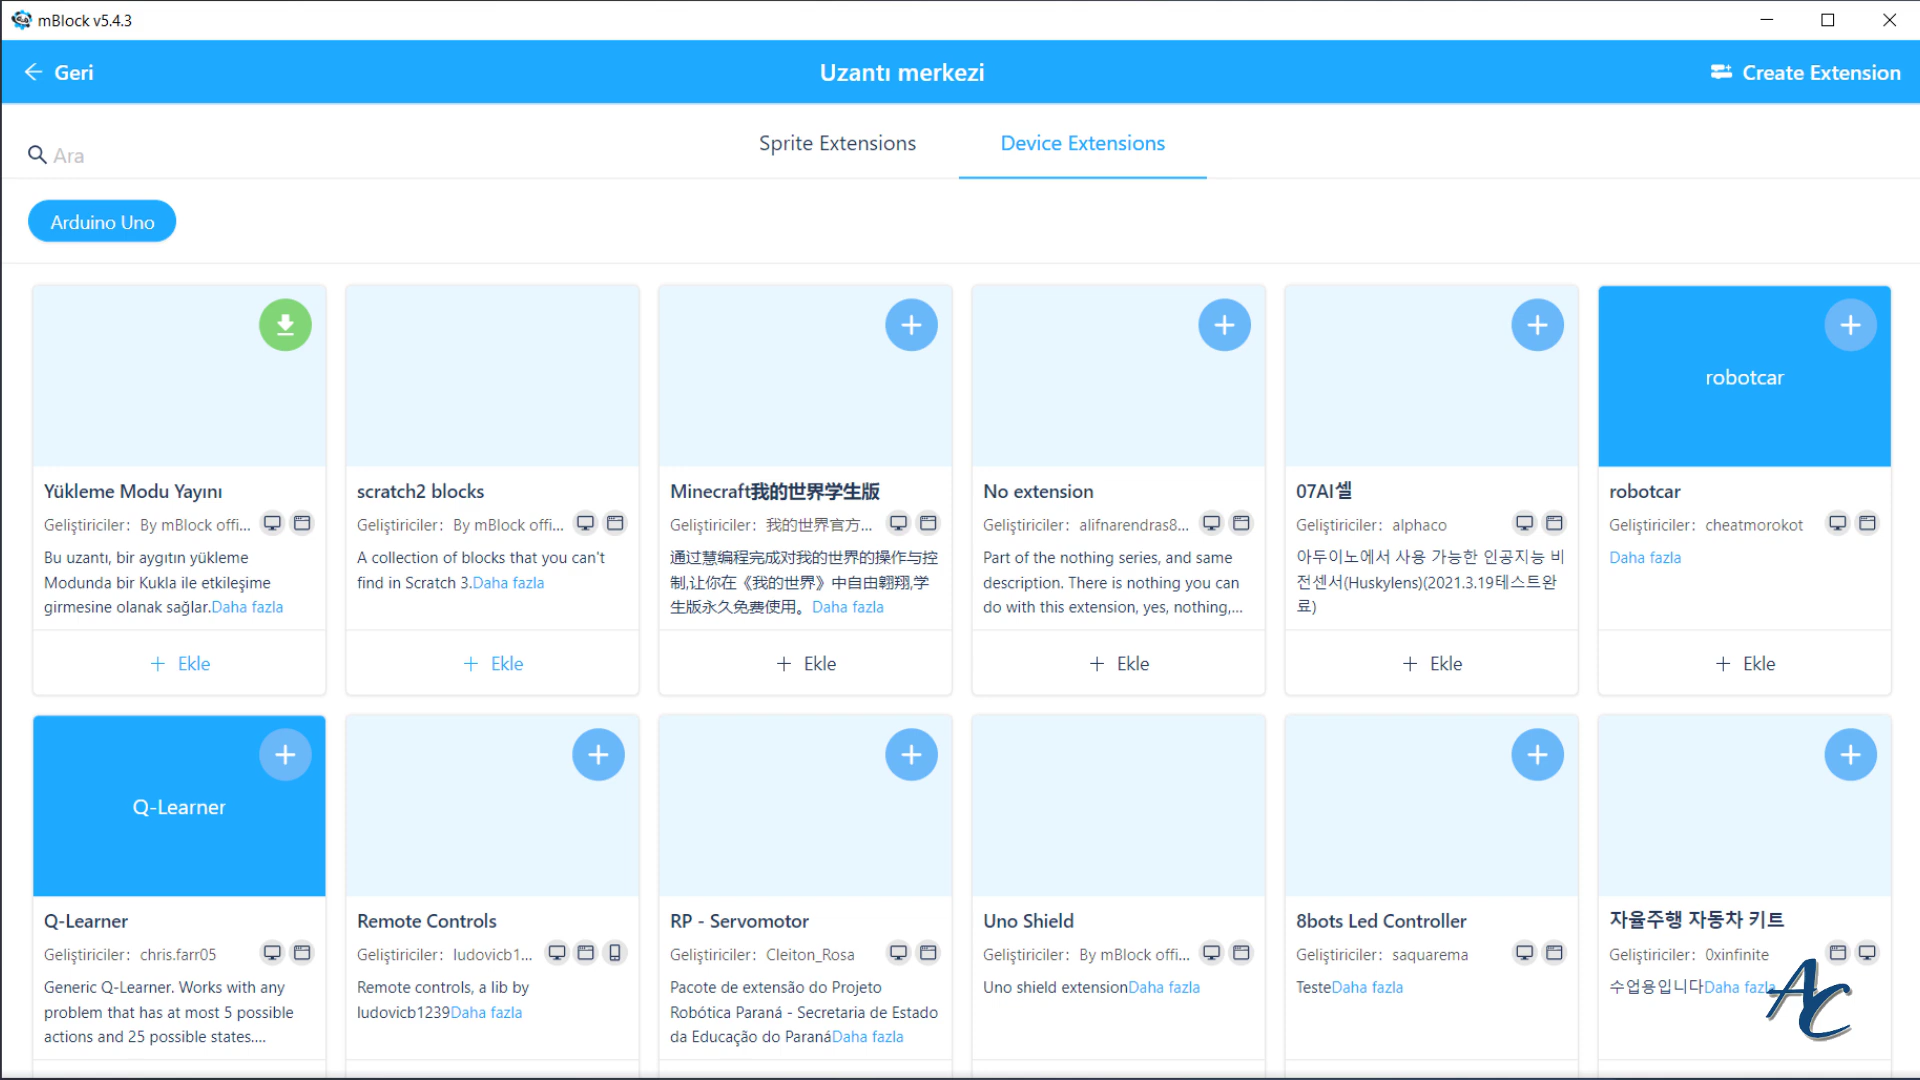 mBlock v5.4.3
Geri
Uzantı merkezi
Create Extension
Ara
Sprite Extensions
Device Extensions
Arduino Uno
robotcar
Yükleme Modu Yayını
Geliştiriciler: By mBlock offi...
Bu uzantı, bir aygıtın yükleme
Modunda bir Kukla ile etkileşime
girmesine olanak sağlar.Daha fazla
+ Ekle
scratch2 blocks
Geliştiriciler: By mBlock offi...
A collection of blocks that you can't
find in Scratch 3.Daha fazla
+ Ekle
Minecraft我的世界学生版
Geliştiriciler: 我的世界官方...
通过慧编程完成对我的世界的操作与控
制,让你在《我的世界》中自由翱翔,学
生版永久免费使用。Daha fazla
+ Ekle
No extension
Geliştiriciler: alifnarendras8...
Part of the nothing series, and same
description. There is nothing you can
do with this extension, yes, nothing,...
+ Ekle
07AI셀
Geliştiriciler: alphaco
아두이노에서 사용 가능한 인공지능 비
전센서(Huskylens)(2021.3.19테스트완
료)
+ Ekle
robotcar
Geliştiriciler: cheatmorokot
Daha fazla
+ Ekle
Q-Learner
Q-Learner
Geliştiriciler: chris.farr05
Generic Q-Learner. Works with any
problem that has at most 5 possible
actions and 25 possible states....
Remote Controls
Geliştiriciler: ludovicb1...
Remote controls, a lib by
ludovicb1239Daha fazla
RP - Servomotor
Geliştiriciler: Cleiton_Rosa
Pacote de extensão do Projeto
Robótica Paraná - Secretaria de Estado
da Educação do ParanáDaha fazla
Uno Shield
Geliştiriciler: By mBlock offi...
Uno shield extensionDaha fazla
8bots Led Controller
Geliştiriciler: saquarema
TesteDaha fazla
자율주행 자동차 키트
Geliştiriciler: 0xinfinite
수업용입니다Daha fazla
AC